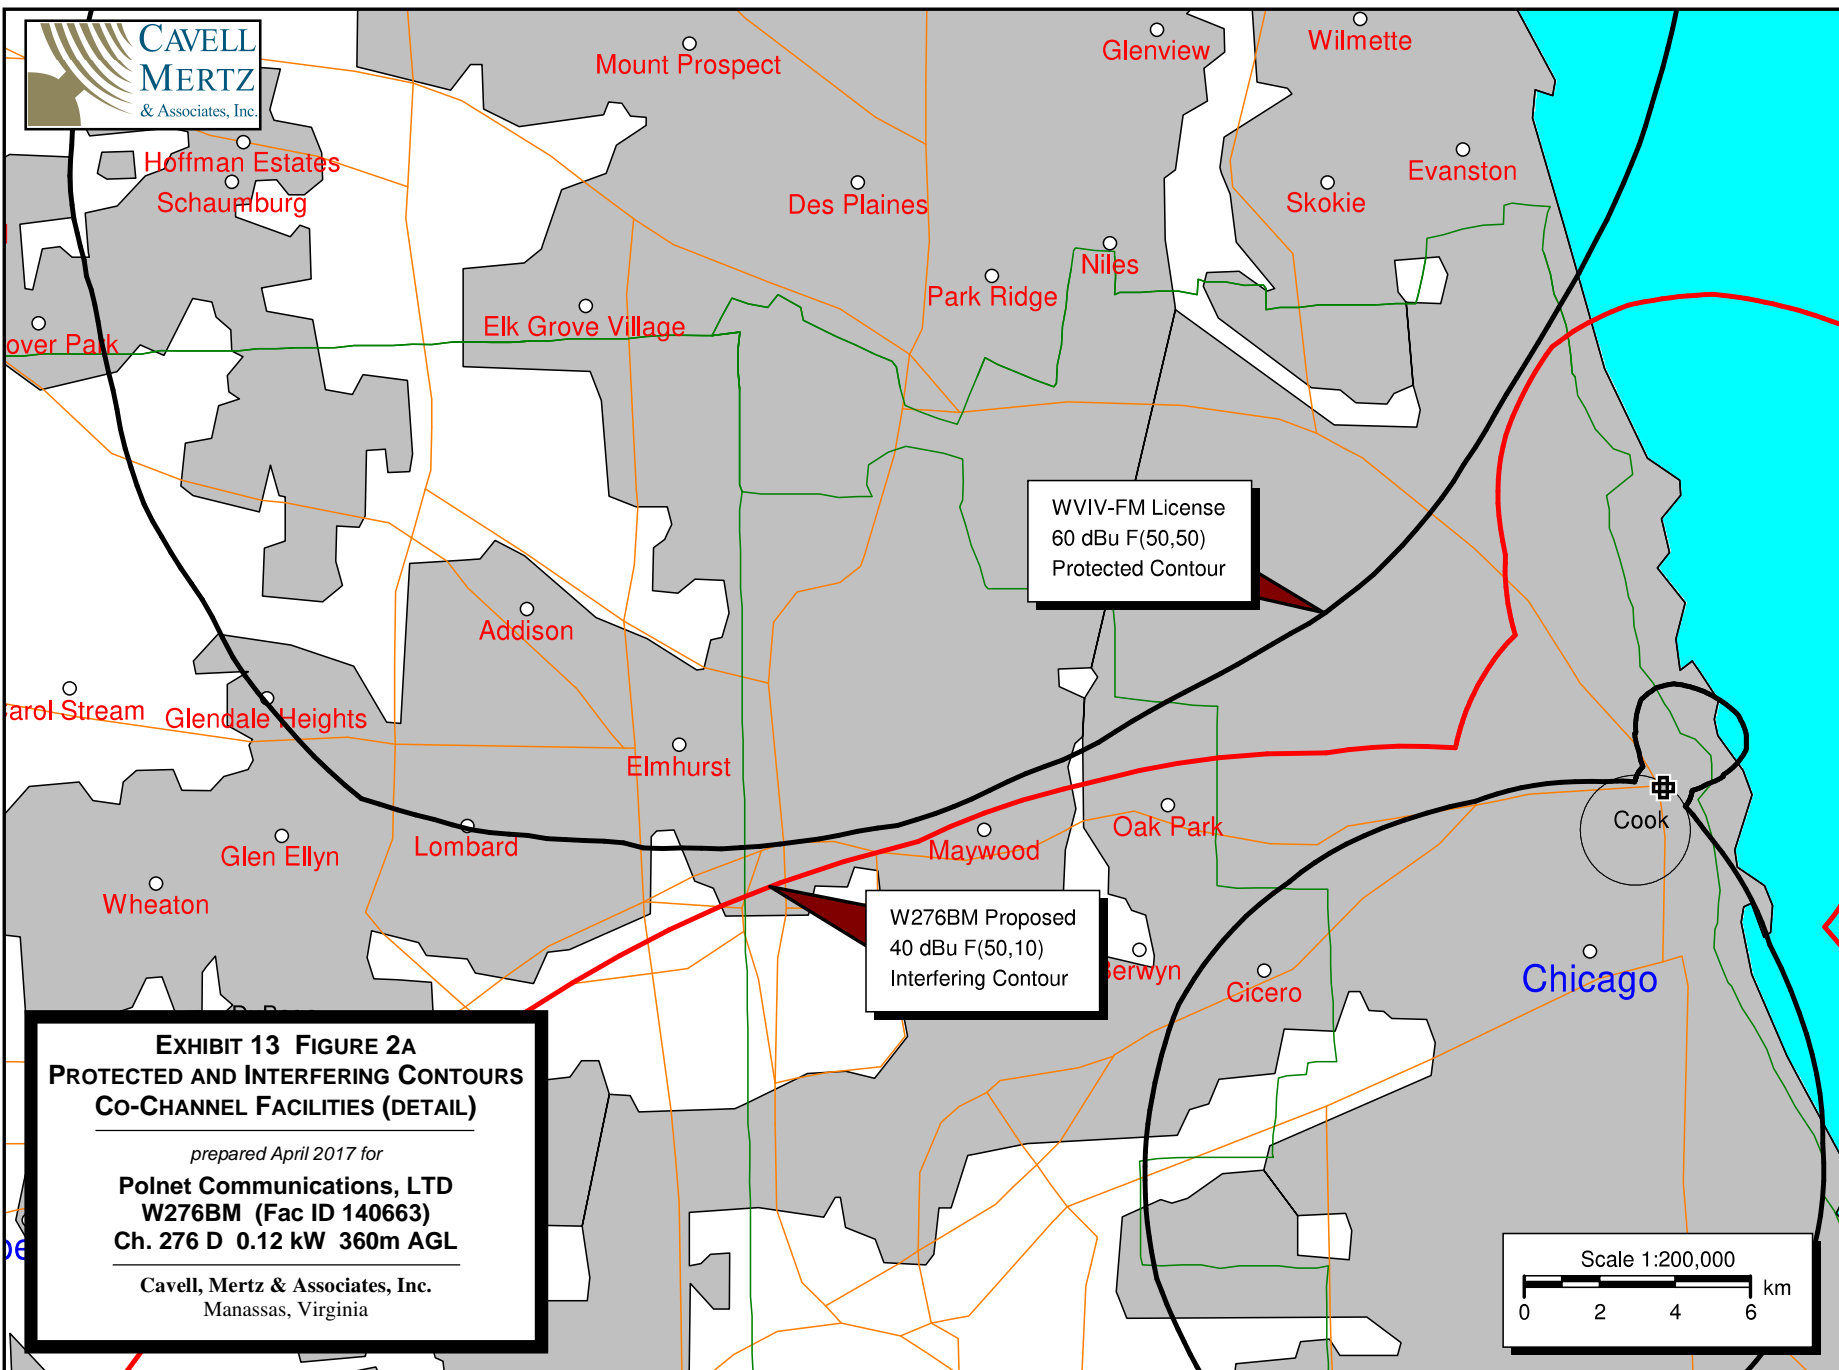 CAVELL
MERTZ
& Associates, Inc.
Mount Prospect
Glenview
Wilmette
Hoffman Estates
Schaumburg
Des Plaines
Skokie
Evanston
Niles
Park Ridge
Elk Grove Village
over Park
WVIV-FM License
60 dBu F(50,50)
Protected Contour
Addison
arol Stream
Glendale Heights
Elmhurst
Glen Ellyn
Lombard
Maywood
Oak Park
Cook
Wheaton
W276BM Proposed
40 dBu F(50,10)
Interfering Contour
Berwyn
Cicero
Chicago
EXHIBIT 13 FIGURE 2A
PROTECTED AND INTERFERING CONTOURS
CO-CHANNEL FACILITIES (DETAIL)
prepared April 2017 for
Polnet Communications, LTD
W276BM (Fac ID 140663)
Ch. 276 D 0.12 kW 360m AGL
Cavell, Mertz & Associates, Inc.
Manassas, Virginia
Scale 1:200,000
km
0 2 4 6